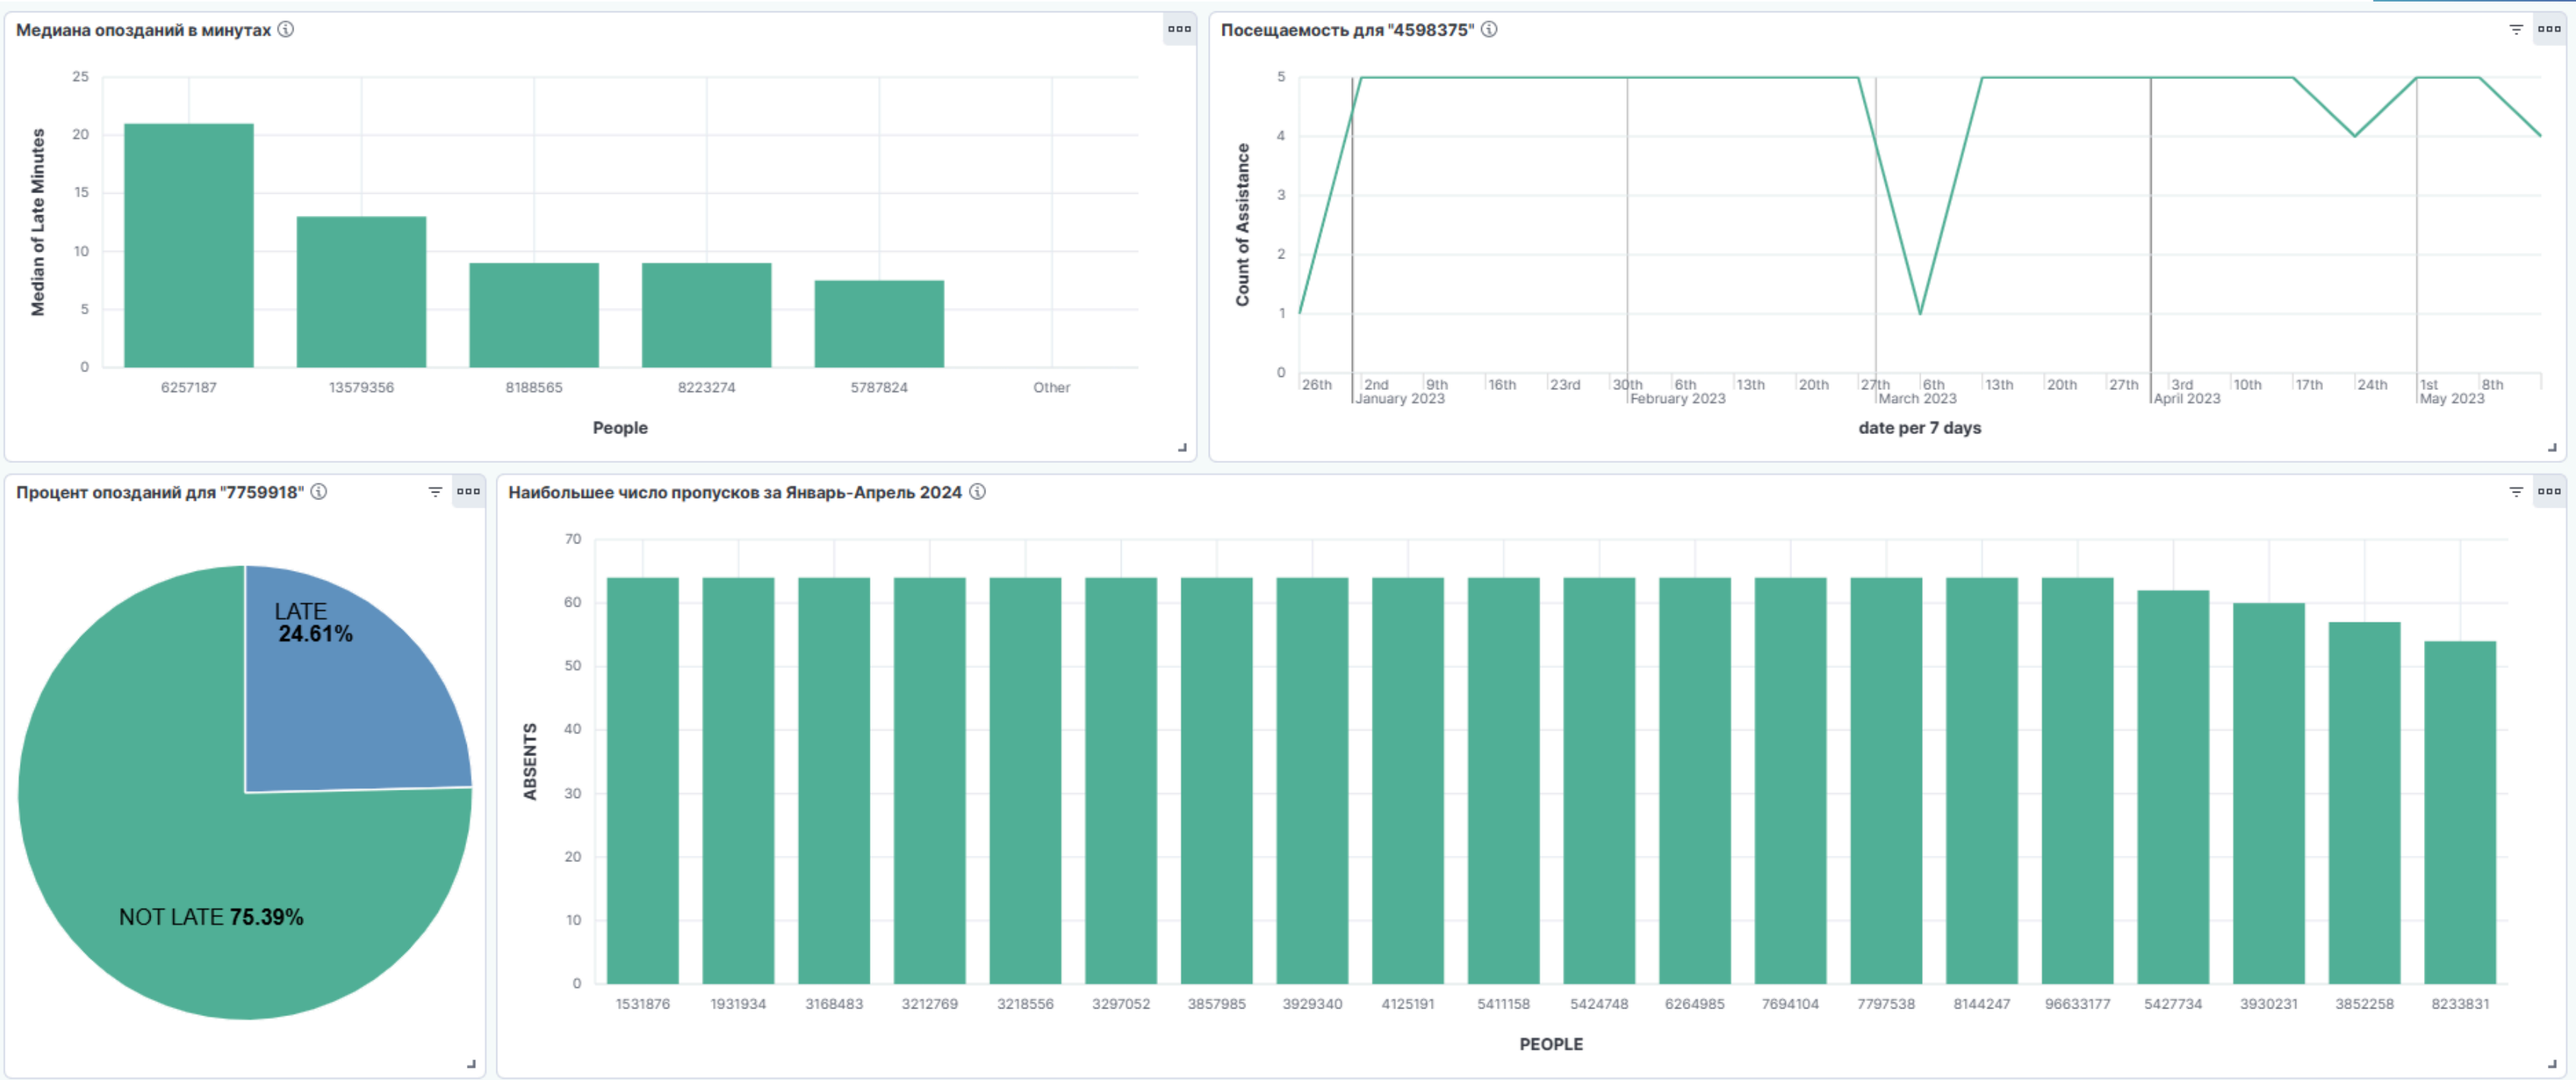 Медиана опозданий в минутах
25
20
15
10
5
0
Median of Late Minutes
6257187 13579356 8188565 8223274 5787824 Other
People
Посещаемость для "4598375"
5
4
3
2
1
0
Count of Assistance
26th 2nd 9th 16th 23rd 30th 6th 13th 20th 27th 6th 13th 20th 27th 3rd 10th 17th 24th 1st 8th
January 2023 February 2023 March 2023 April 2023 May 2023
date per 7 days
Процент опозданий для "7759918"
LATE
24.61%
NOT LATE 75.39%
Наибольшее число пропусков за Январь-Апрель 2024
70
60
50
40
30
20
10
0
ABSENTS
1531876 1931934 3168483 3212769 3218556 3297052 3857985 3929340 4125191 5411158 5424748 6264985 7694104 7797538 8144247 96633177 5427734 3930231 3852258 8233831
PEOPLE